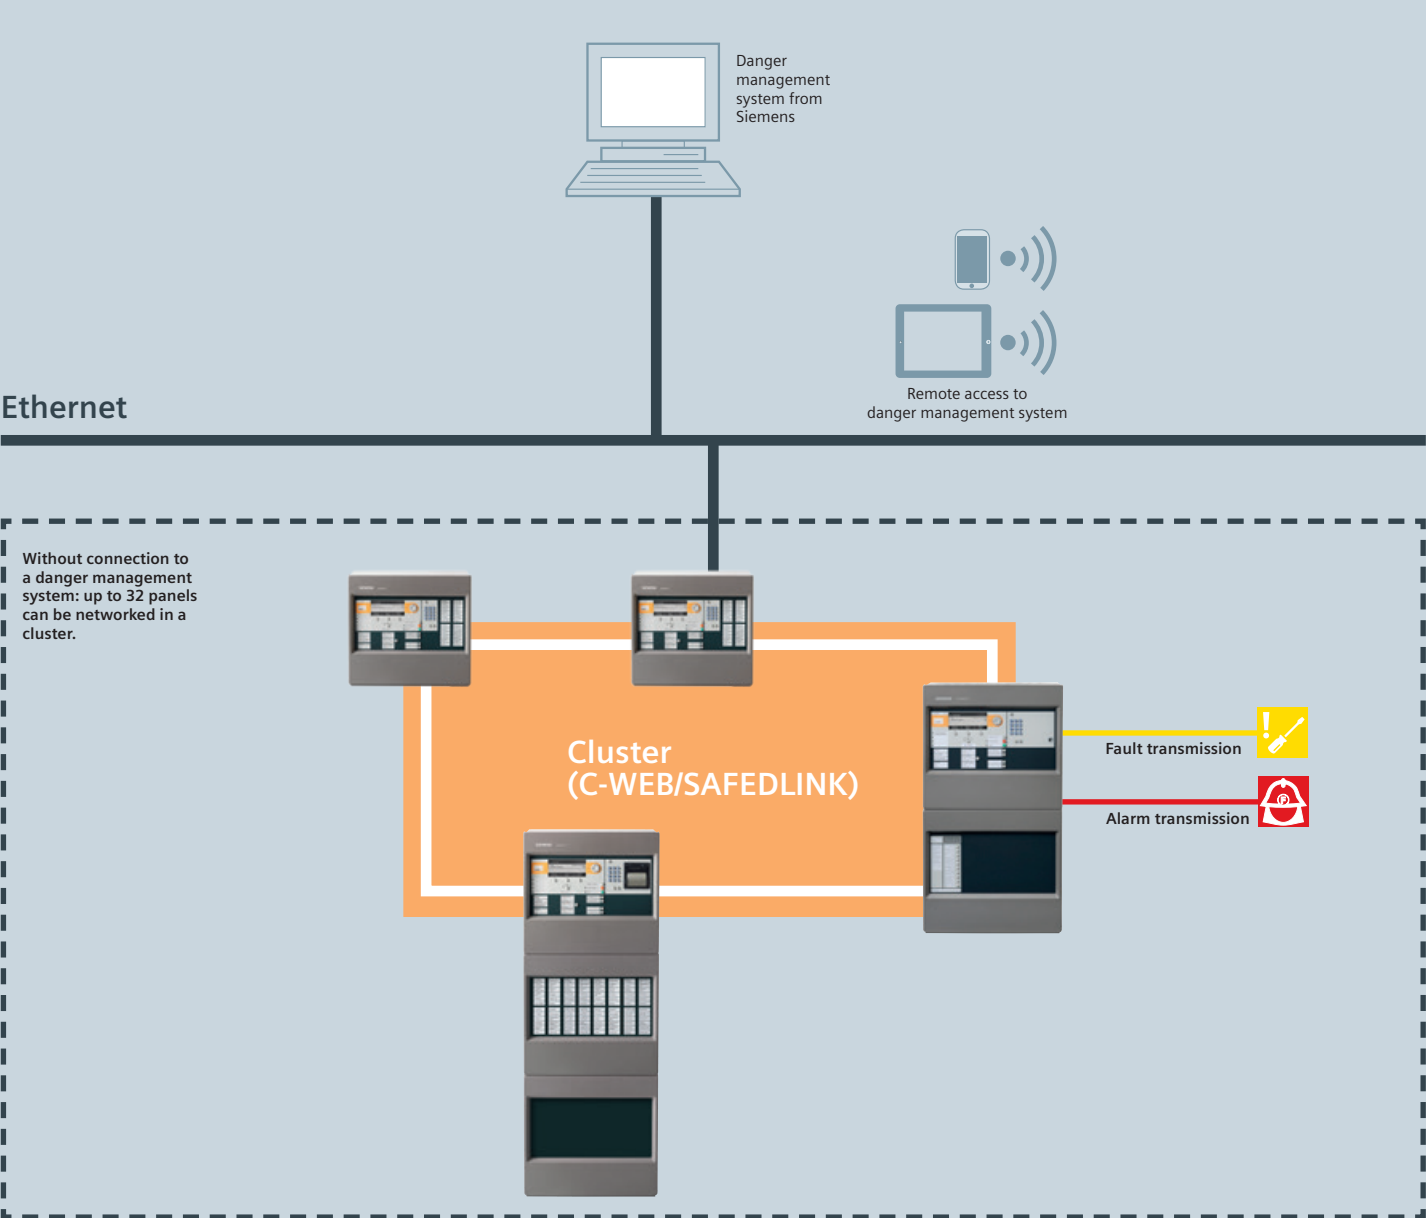 Danger
management
system from
Siemens
Remote access to
danger management system
Ethernet
Without connection to
a danger management
system: up to 32 panels
can be networked in a
cluster.
Cluster
(C-WEB/SAFEDLINK)
Fault transmission
Alarm transmission